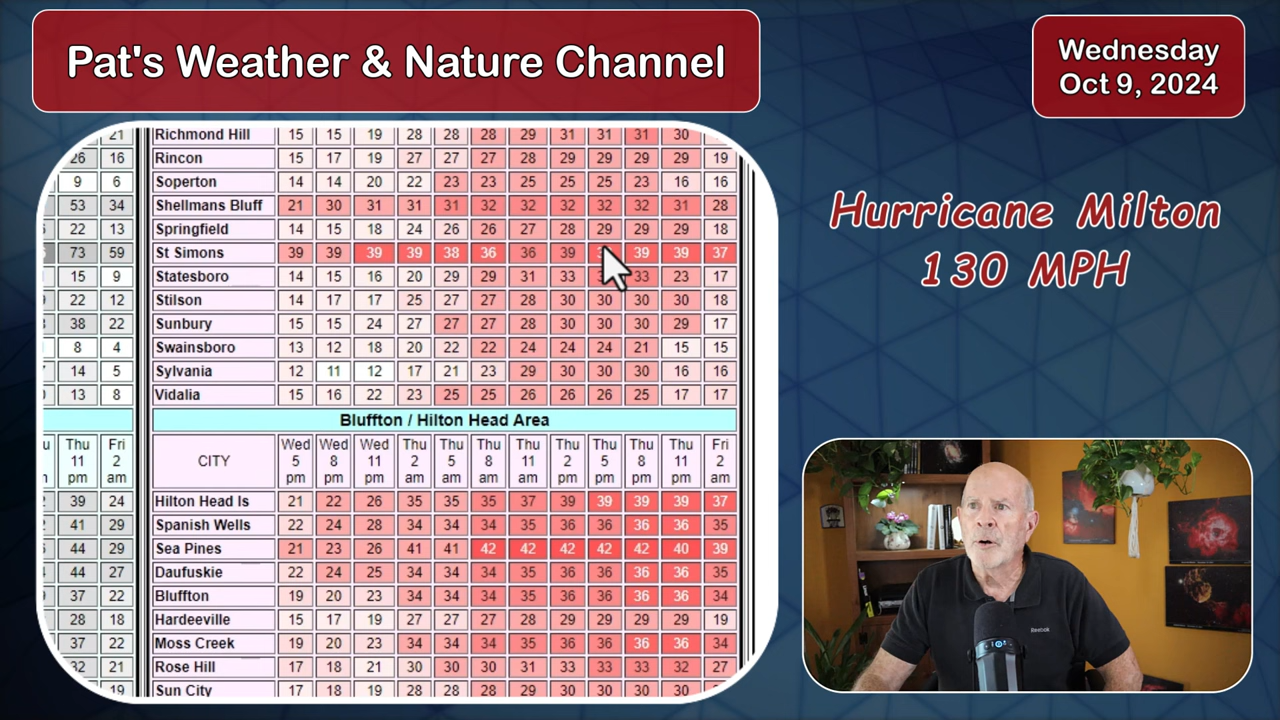 Pat's Weather & Nature Channel
Wednesday
Oct 9, 2024
Hurricane Milton
130 MPH
21 Richmond Hill 15 15 19 28 28 28 29 31 31 31 30
26 16 Rincon 15 17 19 27 27 27 28 29 29 29 29 19
9 6 Soperton 14 14 20 22 23 23 25 25 25 23 16 16
53 34 Shellmans Bluff 21 30 31 31 31 32 32 32 32 32 31 28
22 13 Springfield 14 15 18 24 26 26 27 28 29 29 29 18
73 59 St Simons 39 39 39 39 38 36 36 39 39 39 37
15 9 Statesboro 14 15 16 20 29 29 31 33 33 23 17
22 12 Stilson 14 17 17 25 27 27 28 30 30 30 30 18
38 22 Sunbury 15 15 24 27 27 27 28 30 30 30 29 17
8 4 Swainsboro 13 12 18 20 22 22 24 24 24 21 15 15
14 5 Sylvania 12 11 12 17 21 23 29 30 30 30 16 16
13 8 Vidalia 15 16 22 23 25 25 26 26 26 25 17 17
Bluffton / Hilton Head Area
Thu Fri Wed Wed Wed Thu Thu Thu Thu Thu Thu Thu Thu Fri
11 2 CITY 5 8 11 2 5 8 11 2 5 8 11 2
pm am pm pm pm am am am am pm pm pm pm am
39 24 Hilton Head Is 21 22 26 35 35 35 37 39 39 39 39 37
41 29 Spanish Wells 22 24 28 34 34 34 35 36 36 36 36 35
44 29 Sea Pines 21 23 26 41 41 42 42 42 42 42 40 39
44 27 Daufuskie 22 24 25 34 34 34 35 36 36 36 36 35
37 22 Bluffton 19 20 23 34 34 34 35 36 36 36 36 34
28 18 Hardeeville 15 17 19 27 27 27 28 29 29 29 29 19
37 22 Moss Creek 19 20 23 34 34 34 35 36 36 36 36 34
32 21 Rose Hill 17 18 21 30 30 30 31 33 33 33 32 27
19 Sun City 17 18 19 28 28 28 29 30 30 30 30
Reebok